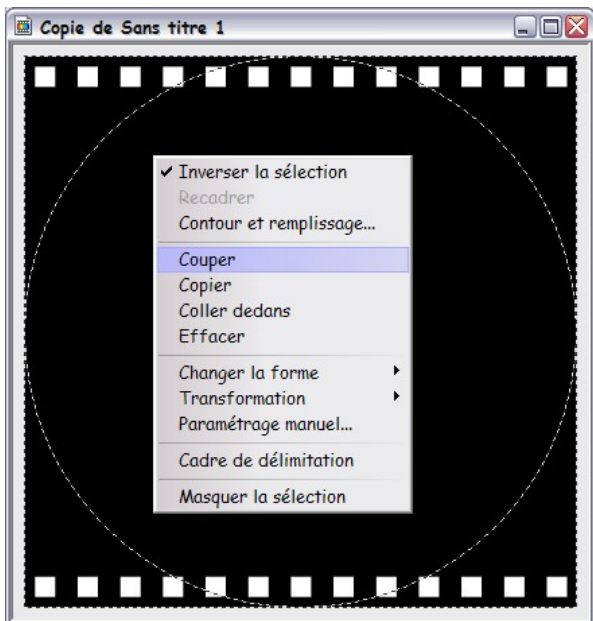 Copie de Sans titre 1
Inverser la sélection
Recadrer
Contour et remplissage...
Couper
Copier
Coller dedans
Effacer
Changer la forme
Transformation
Paramétrage manuel...
Cadre de délimitation
Masquer la sélection